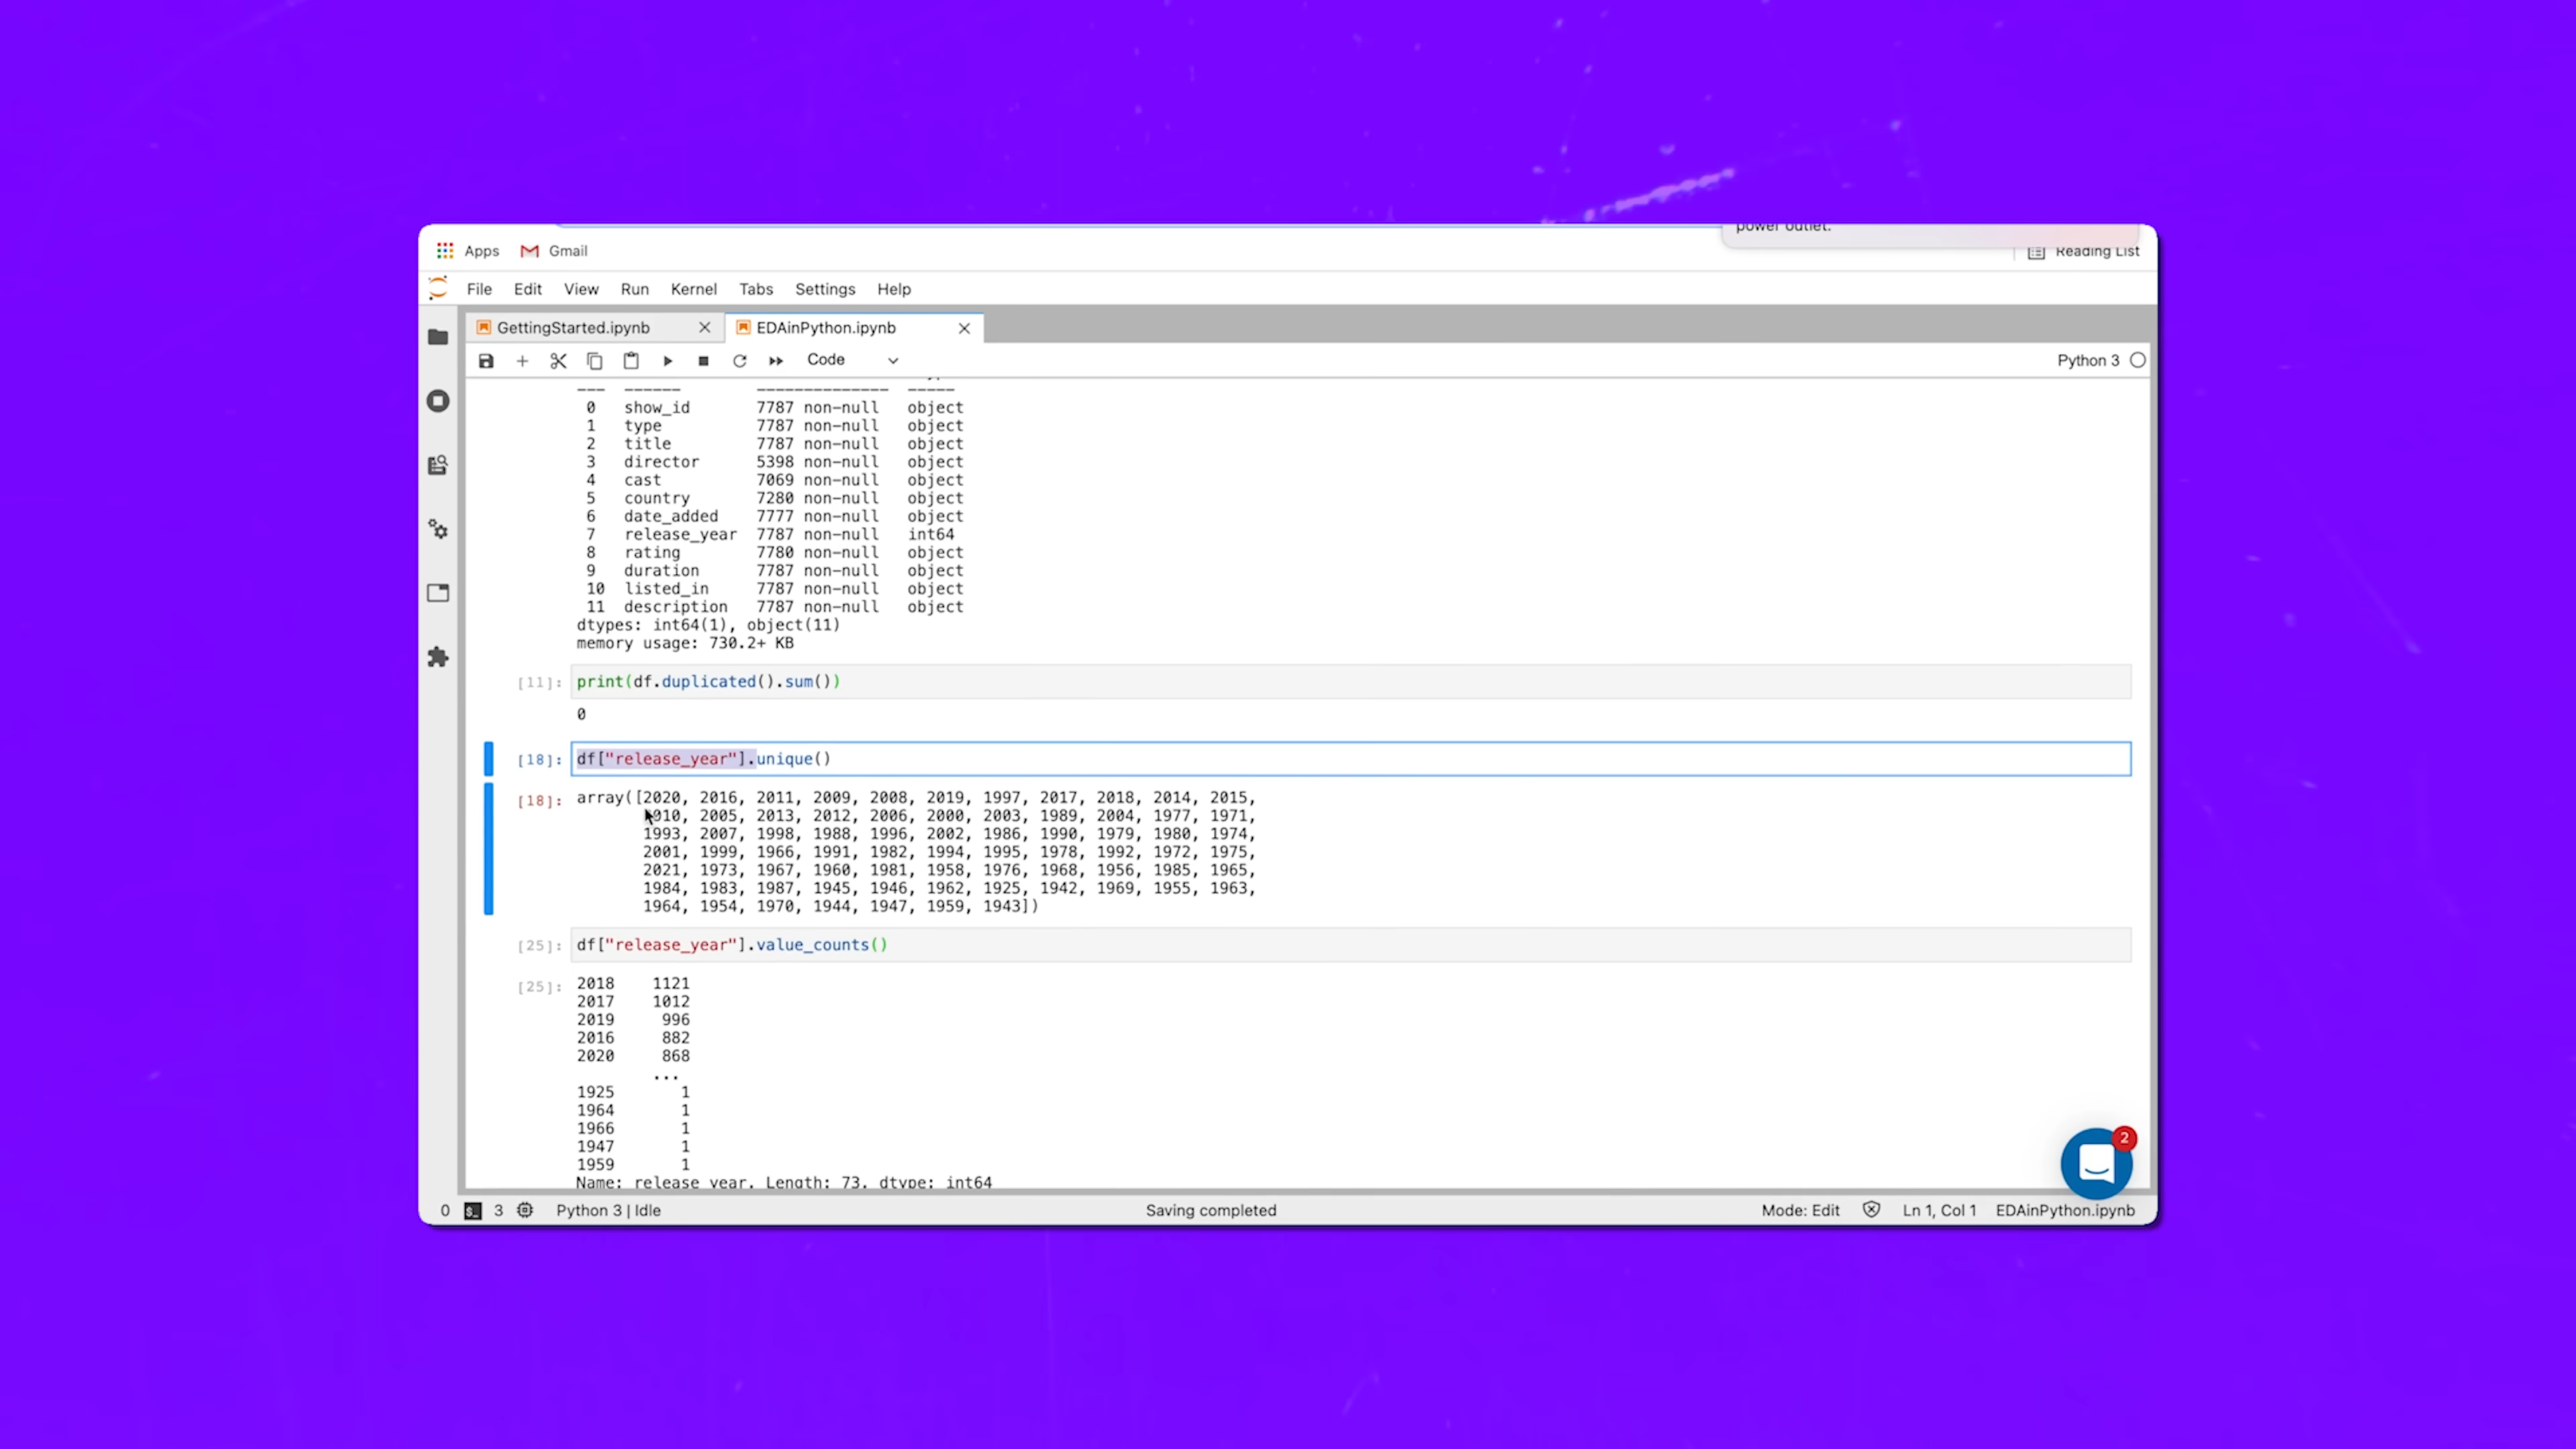 power outlet.
Apps Gmail Reading List
File Edit View Run Kernel Tabs Settings Help
GettingStarted.ipynb EDAinPython.ipynb
Code Python 3
--- ------ -------------- -----
0 show_id 7787 non-null object
1 type 7787 non-null object
2 title 7787 non-null object
3 director 5398 non-null object
4 cast 7069 non-null object
5 country 7280 non-null object
6 date_added 7777 non-null object
7 release_year 7787 non-null int64
8 rating 7780 non-null object
9 duration 7787 non-null object
10 listed_in 7787 non-null object
11 description 7787 non-null object
dtypes: int64(1), object(11)
memory usage: 730.2+ KB
[11]: print(df.duplicated().sum())
0
[18]: df["release_year"].unique()
[18]: array([2020, 2016, 2011, 2009, 2008, 2019, 1997, 2017, 2018, 2014, 2015,
2010, 2005, 2013, 2012, 2006, 2000, 2003, 1989, 2004, 1977, 1971,
1993, 2007, 1998, 1988, 1996, 2002, 1986, 1990, 1979, 1980, 1974,
2001, 1999, 1966, 1991, 1982, 1994, 1995, 1978, 1992, 1972, 1975,
2021, 1973, 1967, 1960, 1981, 1958, 1976, 1968, 1956, 1985, 1965,
1984, 1983, 1987, 1945, 1946, 1962, 1925, 1942, 1969, 1955, 1963,
1964, 1954, 1970, 1944, 1947, 1959, 1943])
[25]: df["release_year"].value_counts()
[25]: 2018 1121
2017 1012
2019 996
2016 882
2020 868
...
1925 1
1964 1
1966 1
1947 1
1959 1
Name: release_year, Length: 73, dtype: int64
2
0 3 Python 3 | Idle Saving completed Mode: Edit Ln 1, Col 1 EDAinPython.ipynb